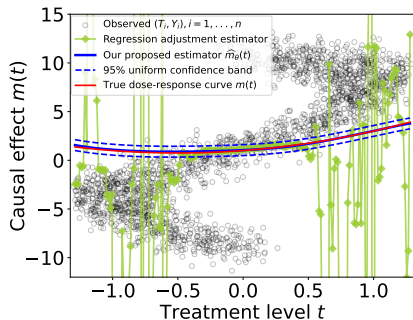 Observed (Tᵢ, Yᵢ), i = 1, . . . , n
Regression adjustment estimator
Our proposed estimator m̂_θ(t)
95% uniform confidence band
True dose-response curve m(t)
Causal effect m(t)
15
10
5
0
−5
−10
−1.0
−0.5
0.0
0.5
1.0
Treatment level t